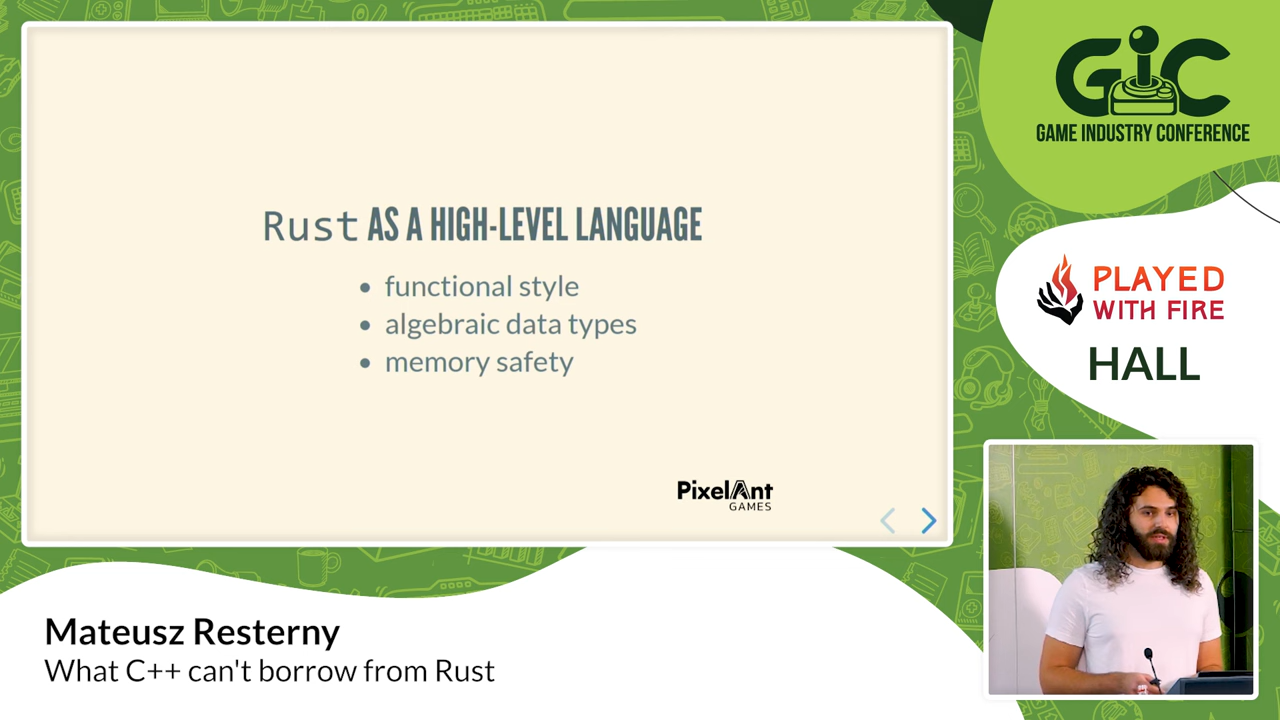 Rust AS A HIGH-LEVEL LANGUAGE
functional style
algebraic data types
memory safety
PixelAnt
GAMES
GIC
GAME INDUSTRY CONFERENCE
PLAYED
WITH FIRE
HALL
Mateusz Resterny
What C++ can't borrow from Rust